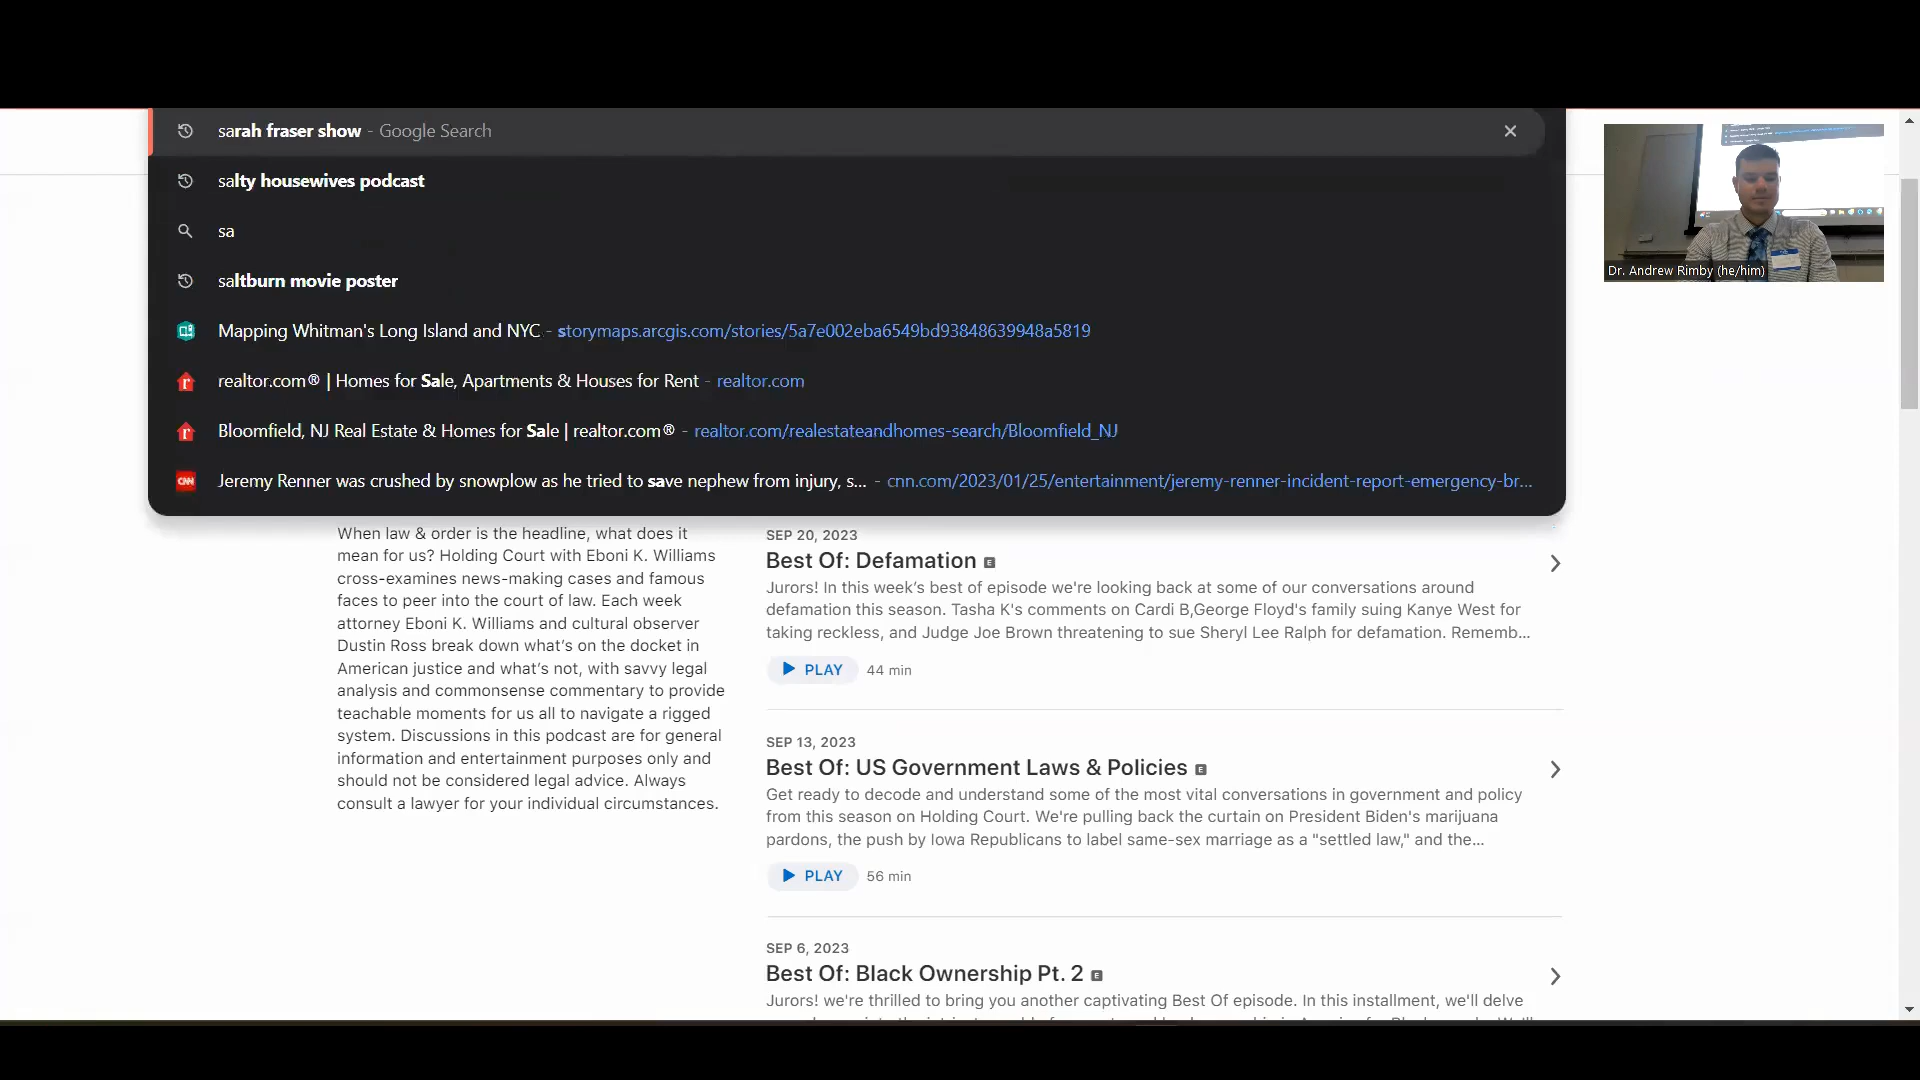 sarah fraser show - Google Search
salty housewives podcast
sa
saltburn movie poster
Mapping Whitman's Long Island and NYC - storymaps.arcgis.com/stories/5a7e002eba6549bd93848639948a5819
realtor.com® | Homes for Sale, Apartments & Houses for Rent - realtor.com
Bloomfield, NJ Real Estate & Homes for Sale | realtor.com® - realtor.com/realestateandhomes-search/Bloomfield_NJ
CNN Jeremy Renner was crushed by snowplow as he tried to save nephew from injury, s... - cnn.com/2023/01/25/entertainment/jeremy-renner-incident-report-emergency-br...
Dr. Andrew Rimby (he/him)
When law & order is the headline, what does it
mean for us? Holding Court with Eboni K. Williams
cross-examines news-making cases and famous
faces to peer into the court of law. Each week
attorney Eboni K. Williams and cultural observer
Dustin Ross break down what’s on the docket in
American justice and what’s not, with savvy legal
analysis and commonsense commentary to provide
teachable moments for us all to navigate a rigged
system. Discussions in this podcast are for general
information and entertainment purposes only and
should not be considered legal advice. Always
consult a lawyer for your individual circumstances.
SEP 20, 2023
Best Of: Defamation E
Jurors! In this week’s best of episode we're looking back at some of our conversations around
defamation this season. Tasha K's comments on Cardi B,George Floyd's family suing Kanye West for
taking reckless, and Judge Joe Brown threatening to sue Sheryl Lee Ralph for defamation. Rememb...
PLAY 44 min
SEP 13, 2023
Best Of: US Government Laws & Policies E
Get ready to decode and understand some of the most vital conversations in government and policy
from this season on Holding Court. We're pulling back the curtain on President Biden's marijuana
pardons, the push by Iowa Republicans to label same-sex marriage as a "settled law," and the...
PLAY 56 min
SEP 6, 2023
Best Of: Black Ownership Pt. 2 E
Jurors! we're thrilled to bring you another captivating Best Of episode. In this installment, we'll delve